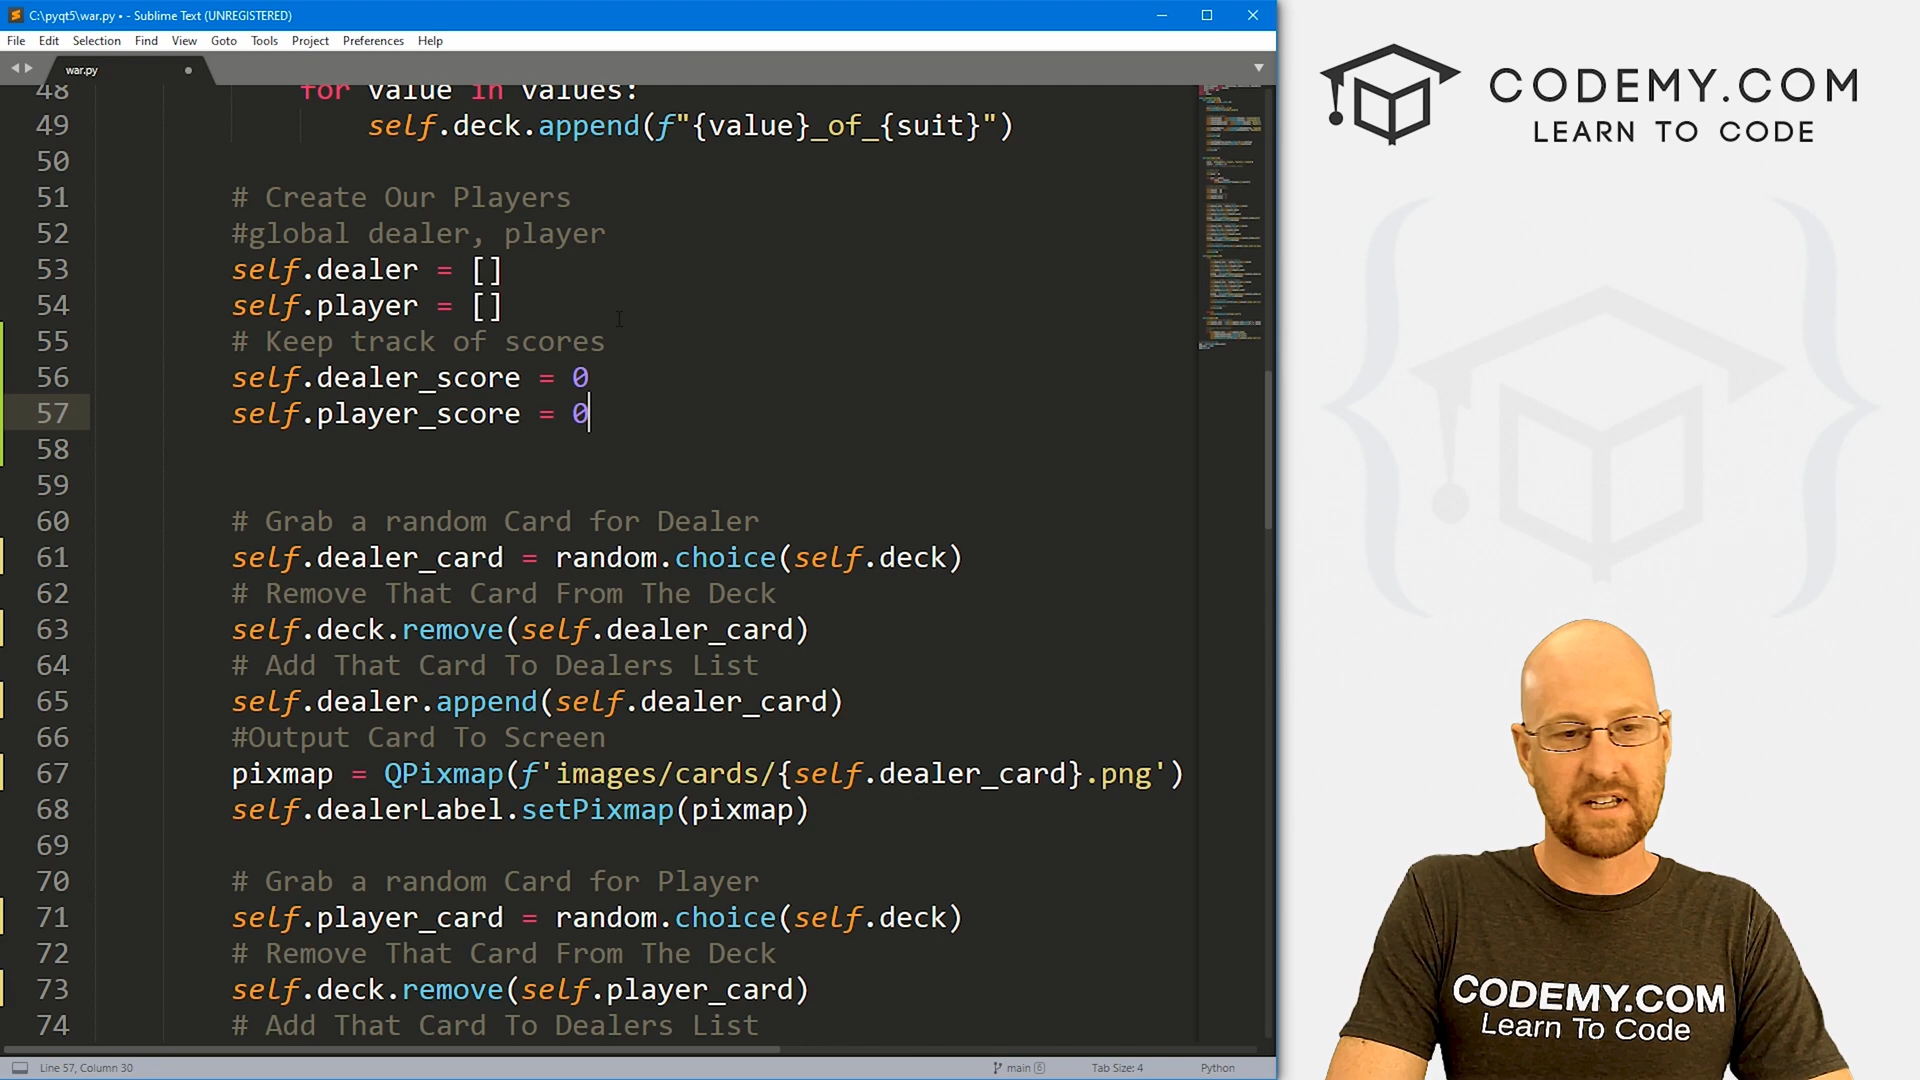 C:\pyqt5\war.py • - Sublime Text (UNREGISTERED)
File Edit Selection Find View Goto Tools Project Preferences Help
war.py
48 for value in values:
49 self.deck.append(f"{value}_of_{suit}")
50
51 # Create Our Players
52 #global dealer, player
53 self.dealer = []
54 self.player = []
55 # Keep track of scores
56 self.dealer_score = 0
57 self.player_score = 0
58
59
60 # Grab a random Card for Dealer
61 self.dealer_card = random.choice(self.deck)
62 # Remove That Card From The Deck
63 self.deck.remove(self.dealer_card)
64 # Add That Card To Dealers List
65 self.dealer.append(self.dealer_card)
66 #Output Card To Screen
67 pixmap = QPixmap(f'images/cards/{self.dealer_card}.png')
68 self.dealerLabel.setPixmap(pixmap)
69
70 # Grab a random Card for Player
71 self.player_card = random.choice(self.deck)
72 # Remove That Card From The Deck
73 self.deck.remove(self.player_card)
74 # Add That Card To Dealers List
Line 57, Column 30
main 6
Tab Size: 4
Python
CODEMY.COM
LEARN TO CODE
CODEMY.COM
Learn To Code